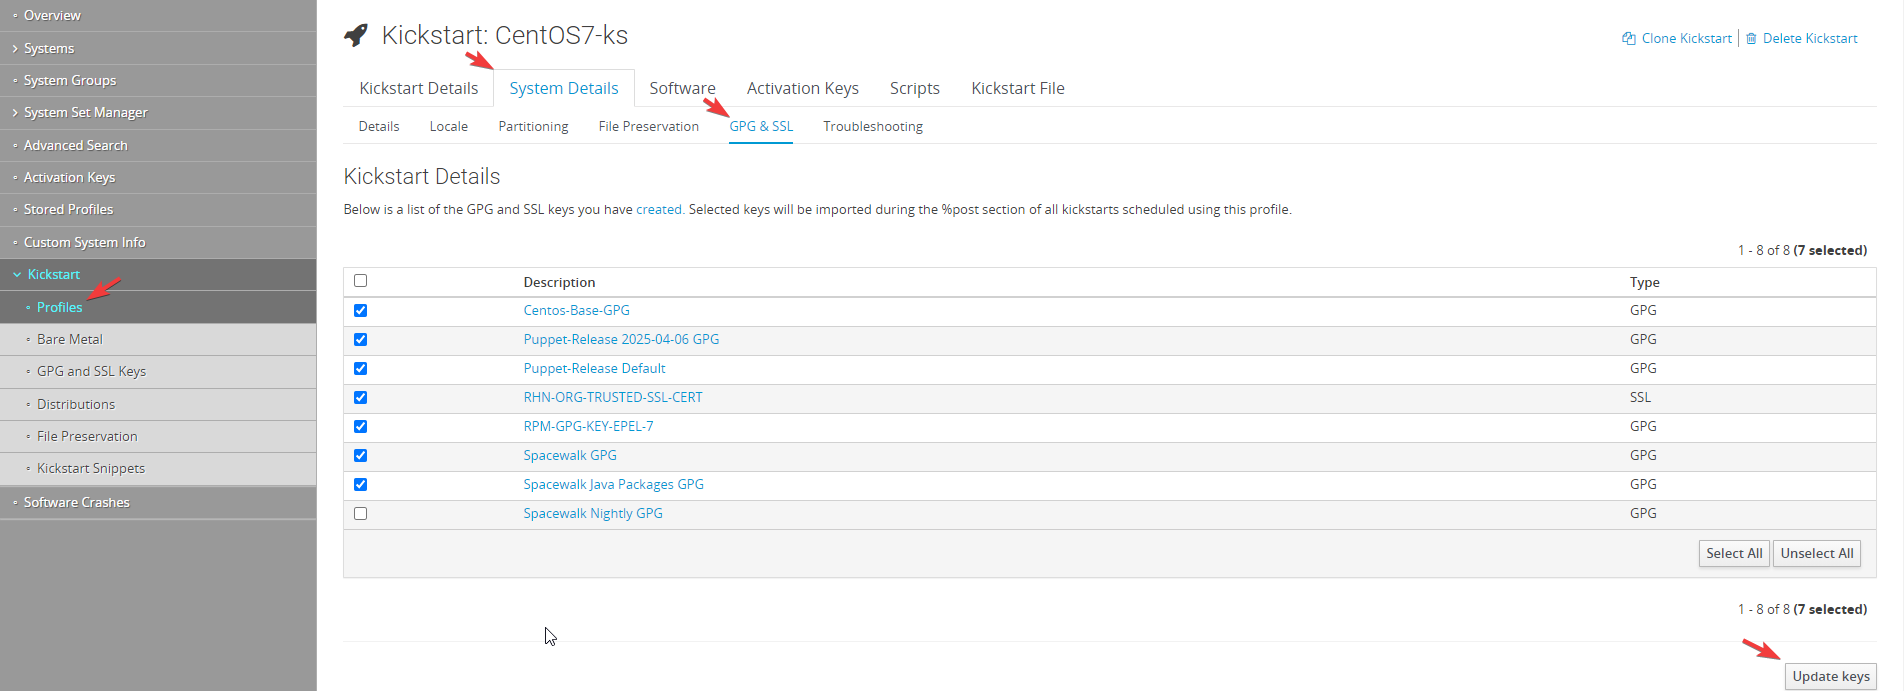 Overview
Systems
System Groups
System Set Manager
Advanced Search
Activation Keys
Stored Profiles
Custom System Info
Kickstart
Profiles
Bare Metal
GPG and SSL Keys
Distributions
File Preservation
Kickstart Snippets
Software Crashes
Kickstart: CentOS7-ks
Clone Kickstart | Delete Kickstart
Kickstart Details System Details Software Activation Keys Scripts Kickstart File
Details Locale Partitioning File Preservation GPG & SSL Troubleshooting
Kickstart Details
Below is a list of the GPG and SSL keys you have created. Selected keys will be imported during the %post section of all kickstarts scheduled using this profile.
1 - 8 of 8 (7 selected)
Description Type
Centos-Base-GPG GPG
Puppet-Release 2025-04-06 GPG GPG
Puppet-Release Default GPG
RHN-ORG-TRUSTED-SSL-CERT SSL
RPM-GPG-KEY-EPEL-7 GPG
Spacewalk GPG GPG
Spacewalk Java Packages GPG GPG
Spacewalk Nightly GPG GPG
Select All Unselect All
1 - 8 of 8 (7 selected)
Update keys